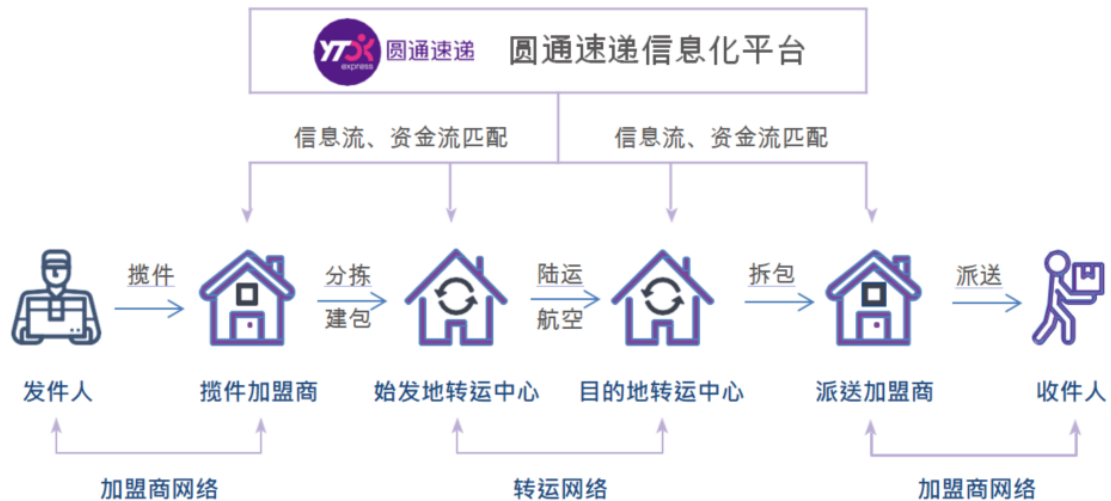 YTO express 圆通速递 圆通速递信息化平台
信息流、资金流匹配 信息流、资金流匹配
揽件 分拣 陆运 拆包 派送
建包 航空
发件人 揽件加盟商 始发地转运中心 目的地转运中心 派送加盟商 收件人
加盟商网络 转运网络 加盟商网络